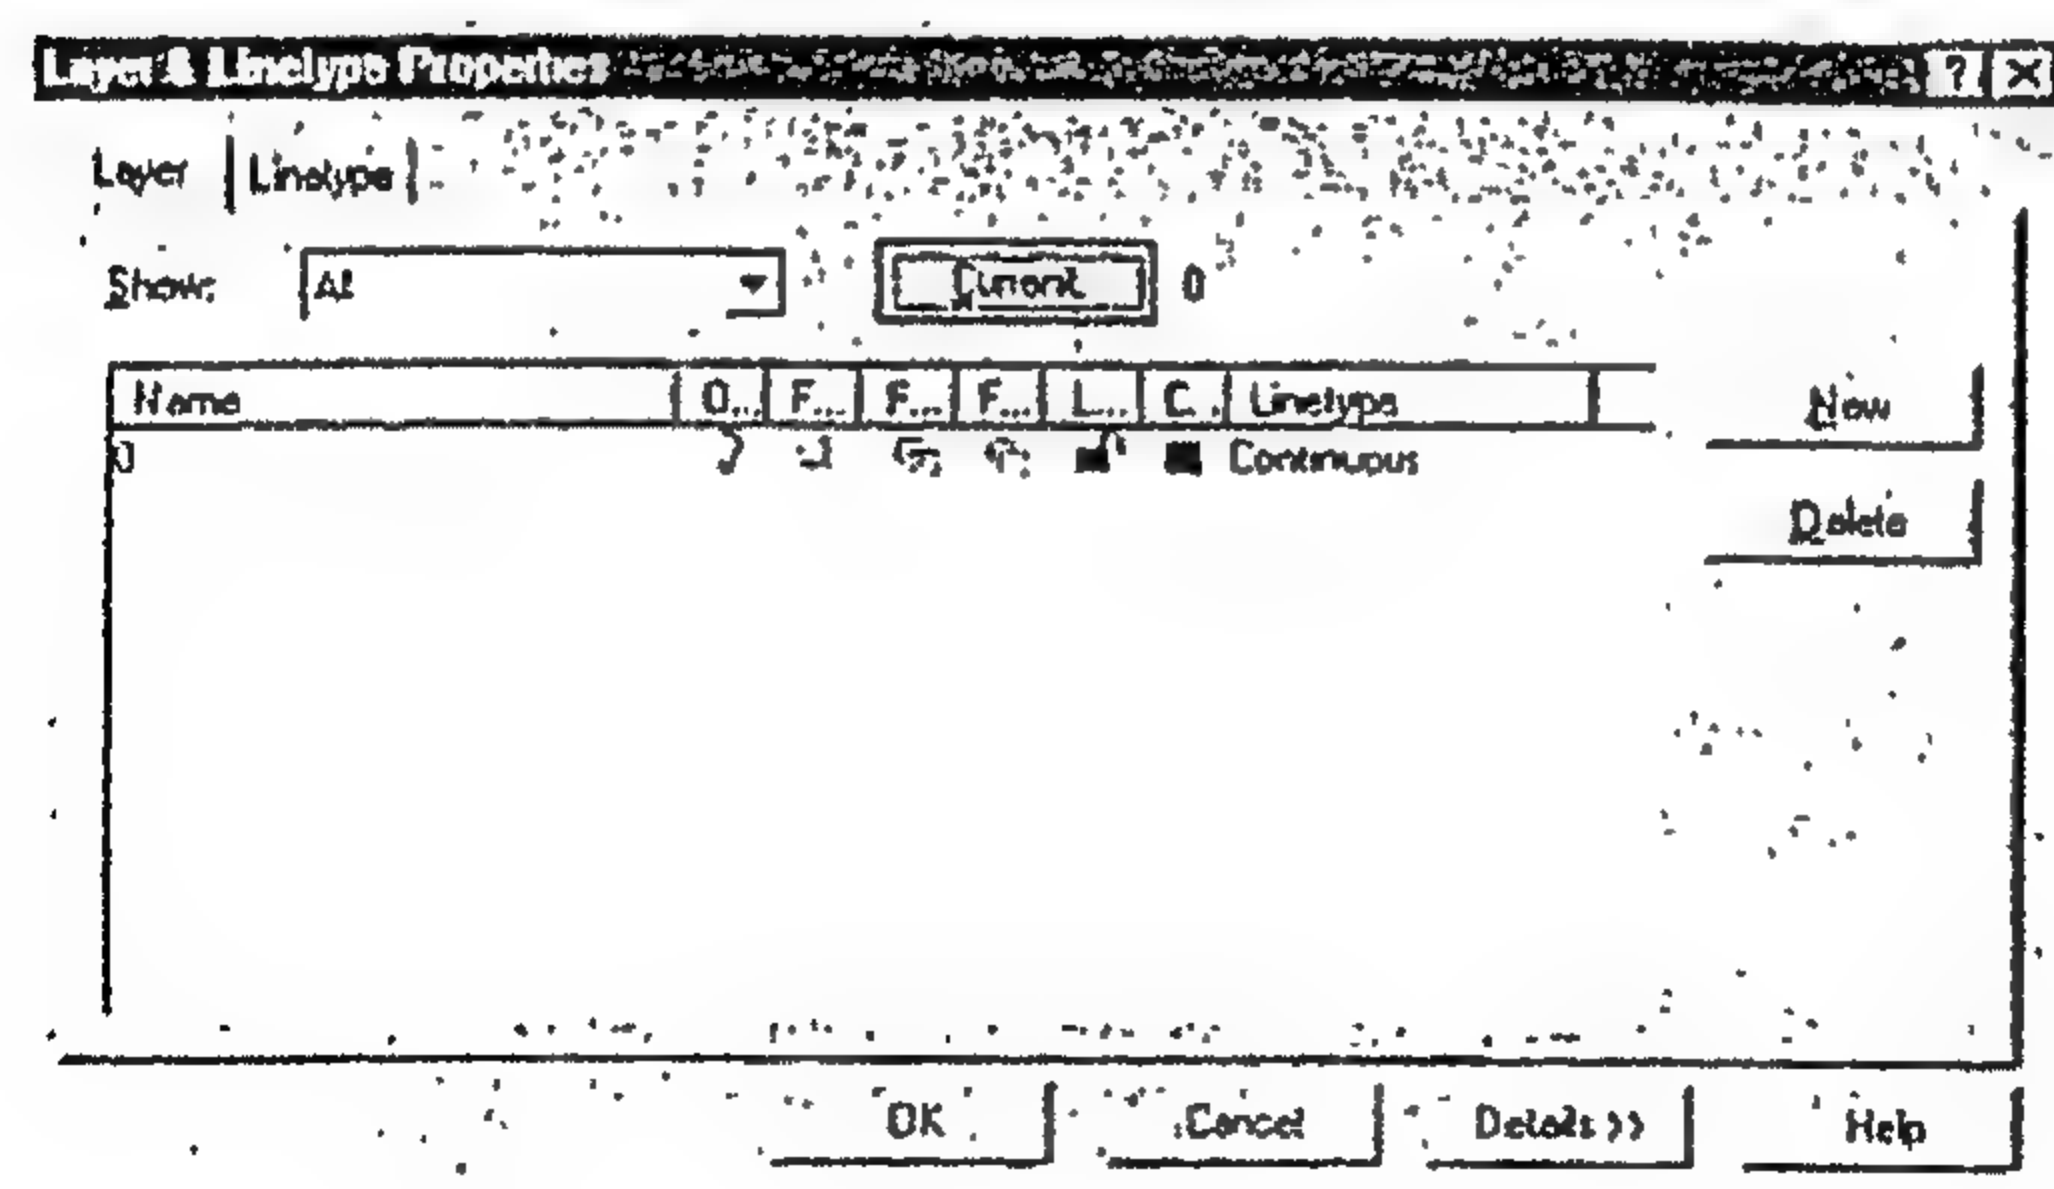 Layer & Linetype Properties ? X
Layer Linetype
Show: All Current 0
Name O... F... F... F... L... C... Linetype
0 Continuous
New
Delete
OK Cancel Details >> Help